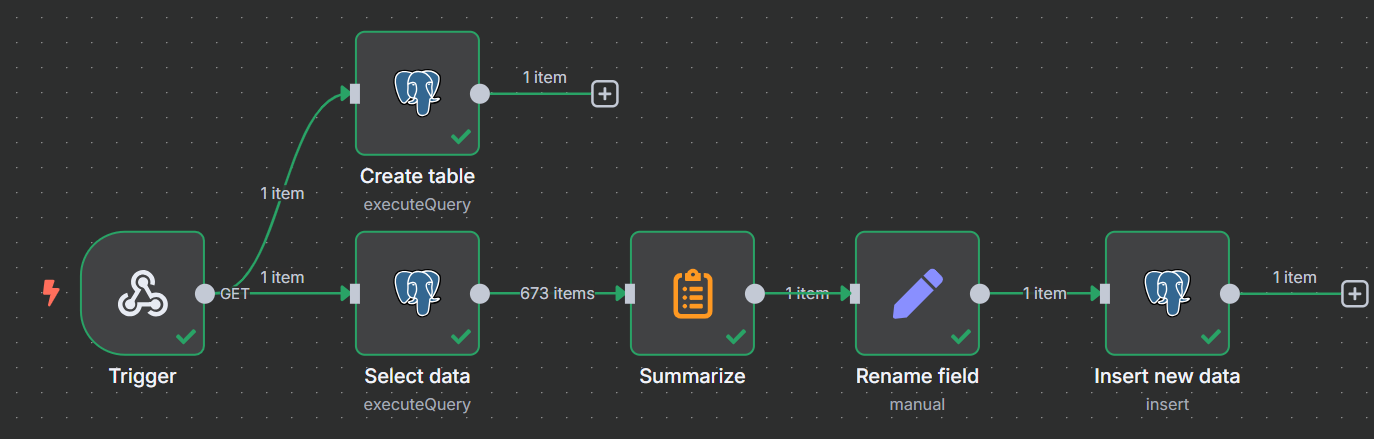 1 item
Create table
executeQuery
1 item
GET
1 item
673 items
1 item
1 item
1 item
Trigger
Select data
executeQuery
Summarize
Rename field
manual
Insert new data
insert